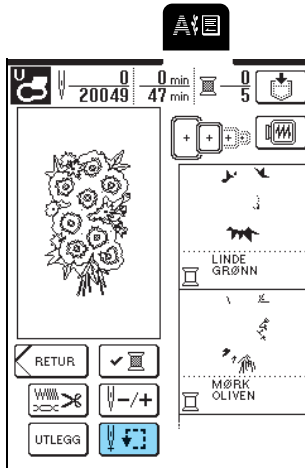 A
U
0 0 min 0
20049 47 min 5
LINDE
GRØNN
RETUR
MØRK
OLIVEN
-/+
UTLEGG